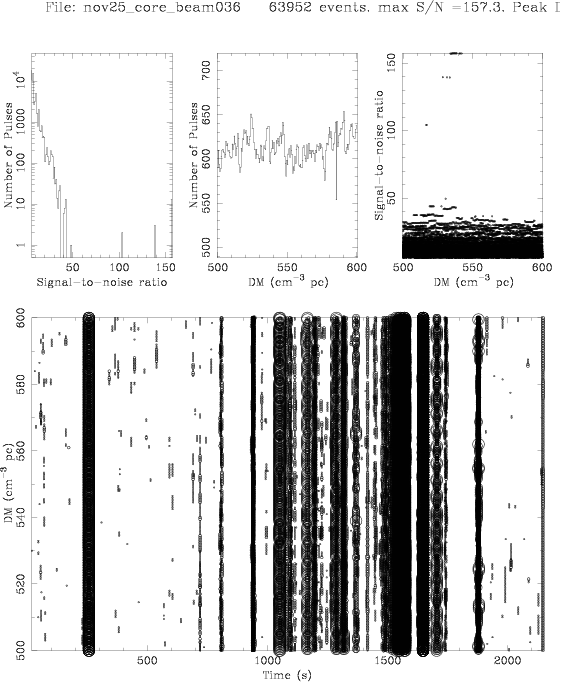 File: nov25_core_beam036 63952 events. max S/N =157.3. Peak
Number of Pulses
1 10 100 1000 10^4
50 100 150
Signal-to-noise ratio
Number of Pulses
500 550 600 650 700
500 550 600
DM (cm^-3 pc)
Signal-to-noise ratio
50 100 150
500 550 600
DM (cm^-3 pc)
DM (cm^-3 pc)
500 520 540 560 580 600
500 1000 1500 2000
Time (s)